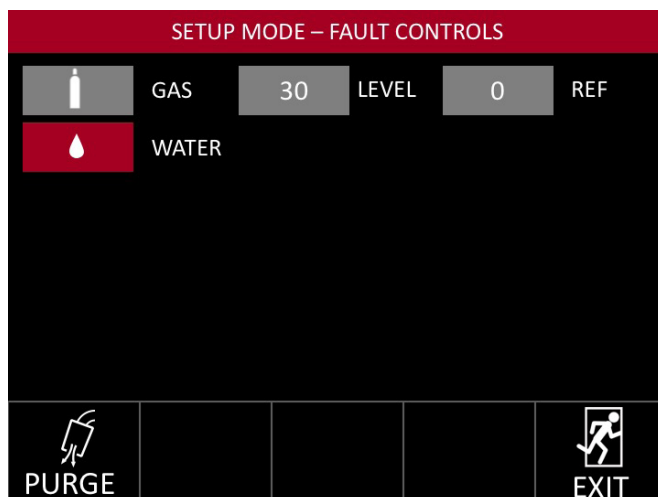 SETUP MODE – FAULT CONTROLS
GAS 30 LEVEL 0 REF
WATER
PURGE EXIT